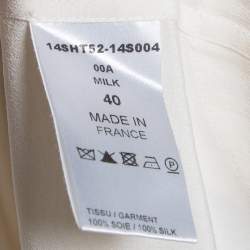 14SHT52-14S004
00A
MILK
40
MADE IN
FRANCE
P
TISSU / GARMENT
100% SOIE / 100% SILK